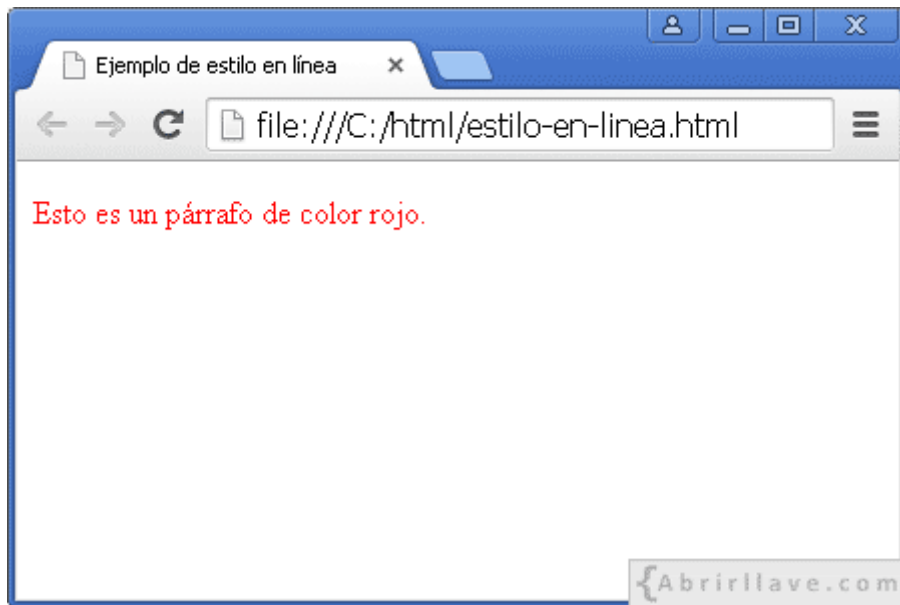 Ejemplo de estilo en línea
file:///C:/html/estilo-en-linea.html
Esto es un párrafo de color rojo.
{Abrirllave.com